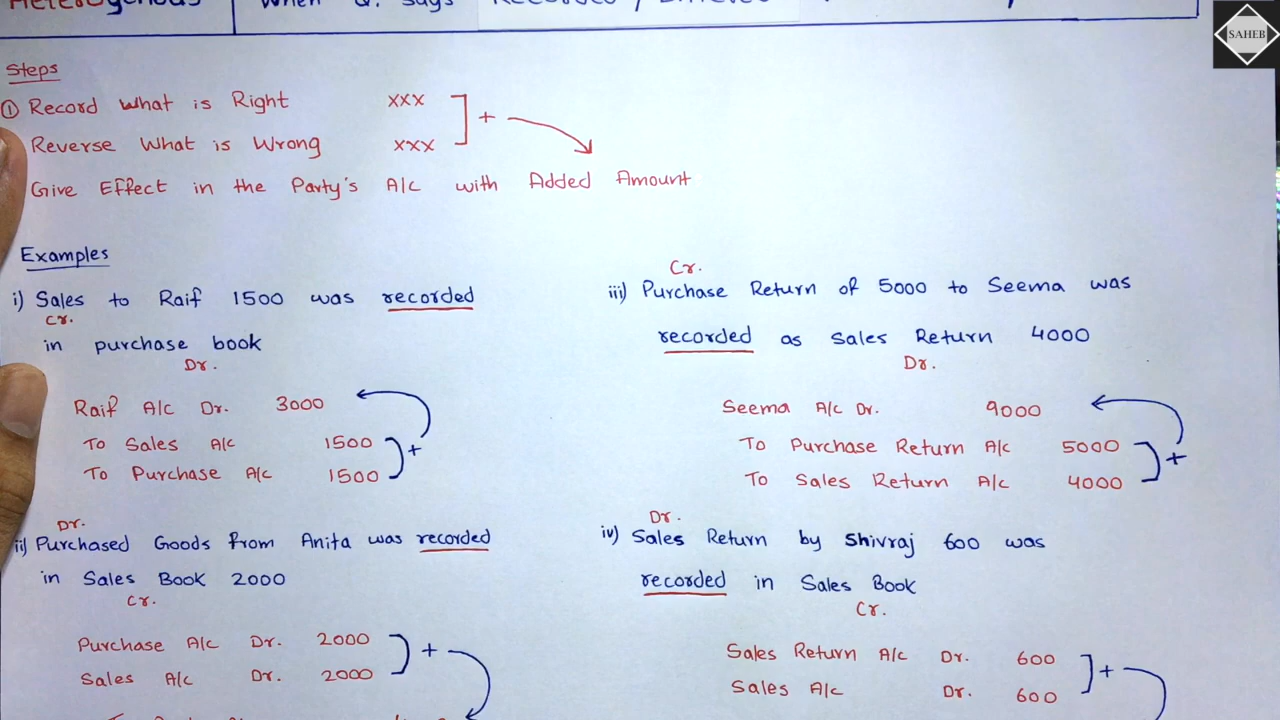 When Q. says
Steps
① Record What is Right xxx
Reverse What is Wrong xxx
+
Give Effect in the Party's A/c with Added Amount
Examples
i) Sales to Raif 1500 was recorded
Cr.
in purchase book
Dr.
Raif A/c Dr. 3000
To Sales A/c 1500
To Purchase A/c 1500
+
Dr.
ii) Purchased Goods from Anita was recorded
in Sales Book 2000
Cr.
Purchase A/c Dr. 2000
Sales A/c Dr. 2000
+
Cr.
iii) Purchase Return of 5000 to Seema was
recorded as Sales Return 4000
Dr.
Seema A/c Dr. 9000
To Purchase Return A/c 5000
To Sales Return A/c 4000
+
Dr.
iv) Sales Return by Shivraj 600 was
recorded in Sales Book
Cr.
Sales Return A/c Dr. 600
Sales A/c Dr. 600
+
SAHEB